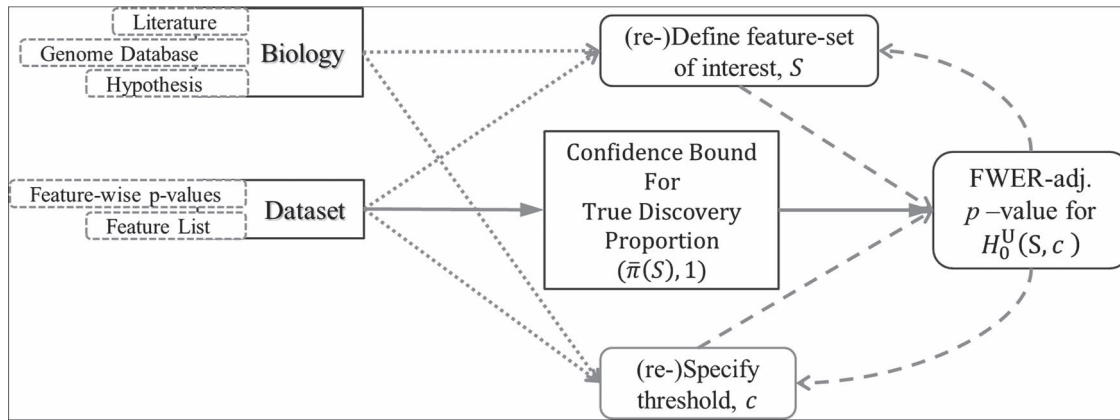 Literature
Genome Database
Hypothesis
Biology
Feature-wise p-values
Feature List
Dataset
(re-)Define feature-set
of interest, S
Confidence Bound
For
True Discovery
Proportion
(π̄(S), 1)
(re-)Specify
threshold, c
FWER-adj.
p –value for
H₀ᵁ(S, c )